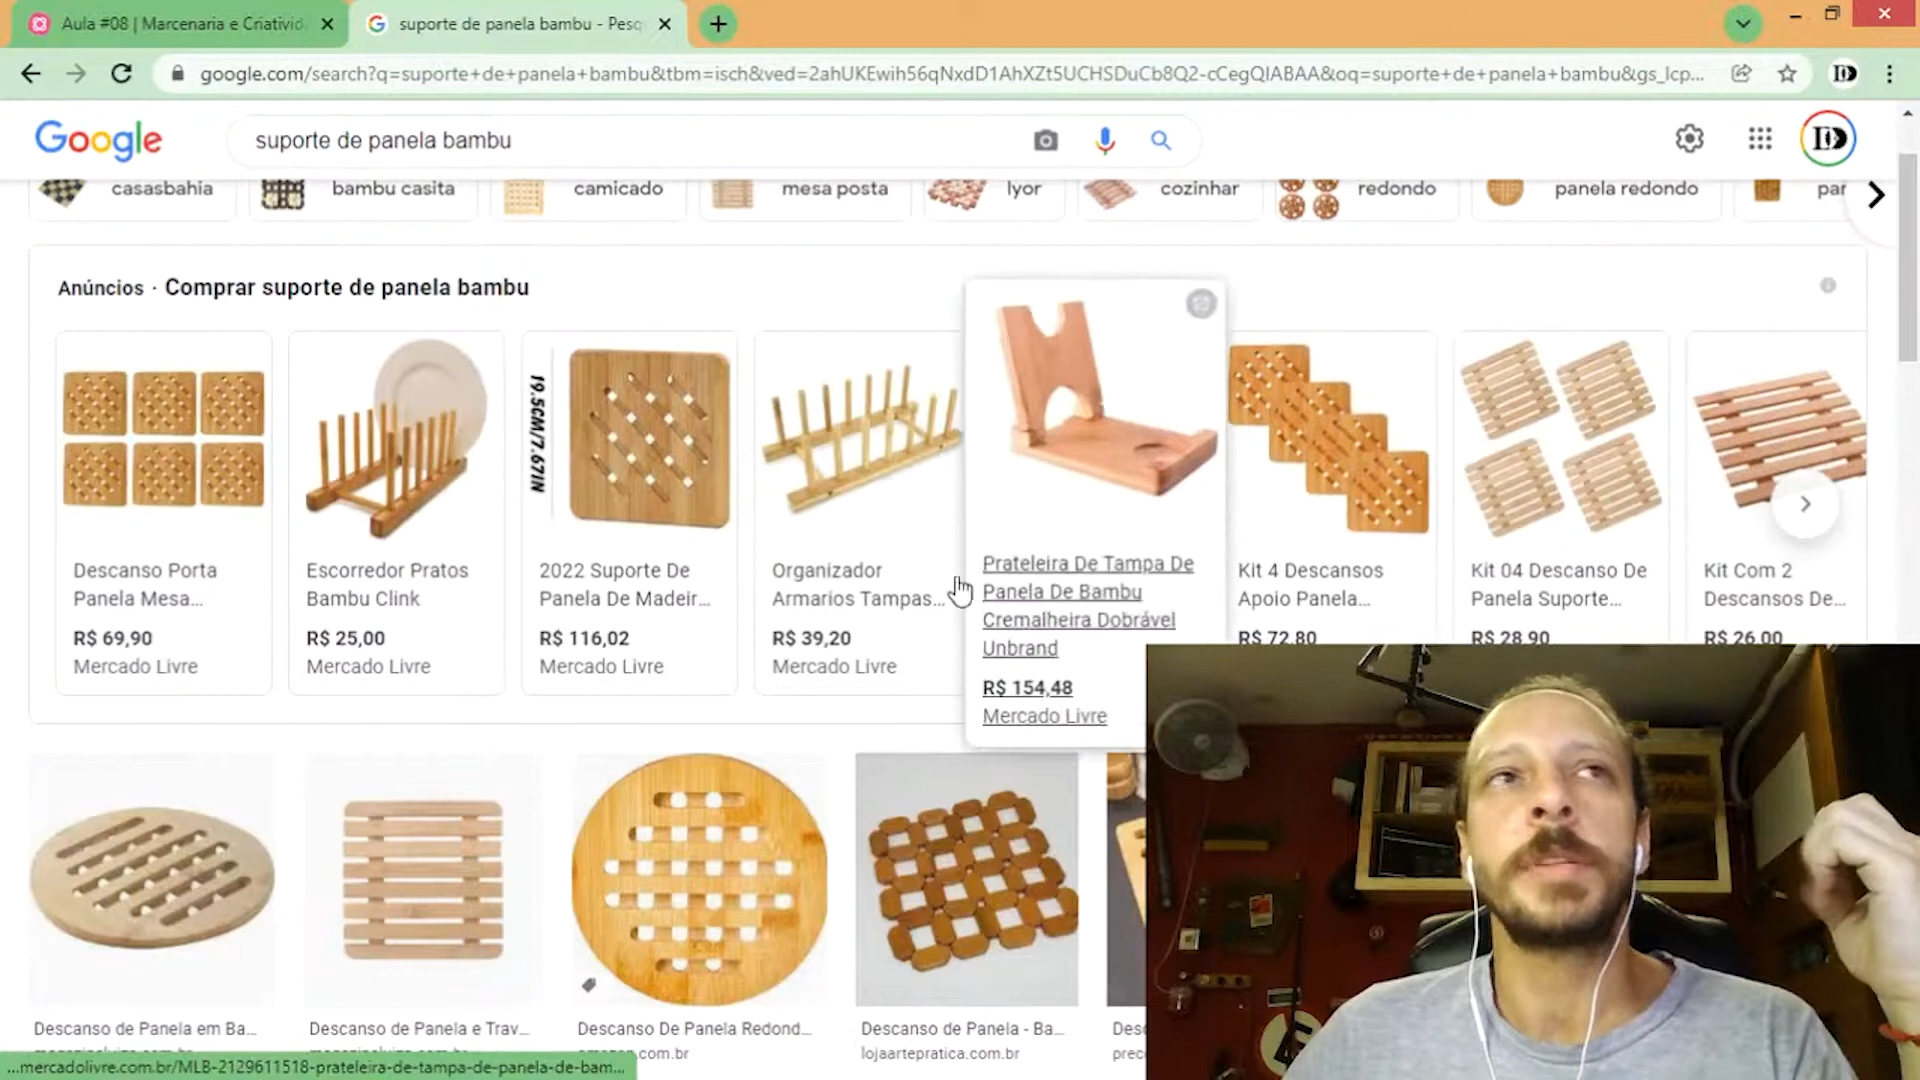 Aula #08 | Marcenaria e Criativid
suporte de panela bambu - Pesq
google.com/search?q=suporte+de+panela+bambu&tbm=isch&ved=2ahUKEwih56qNxdD1AhXZt5UCHSDuCb8Q2-cCegQIABAA&oq=suporte+de+panela+bambu&gs_lcp...
Google
suporte de panela bambu
casasbahia
bambu casita
camicado
mesa posta
lyor
cozinhar
redondo
panela redondo
par
Anúncios · Comprar suporte de panela bambu
19.5CM/7.67IN
Descanso Porta
Panela Mesa...
R$ 69,90
Mercado Livre
Escorredor Pratos
Bambu Clink
R$ 25,00
Mercado Livre
2022 Suporte De
Panela De Madeir...
R$ 116,02
Mercado Livre
Organizador
Armarios Tampas...
R$ 39,20
Mercado Livre
Prateleira De Tampa De
Panela De Bambu
Cremalheira Dobrável
Unbrand
R$ 154,48
Mercado Livre
Kit 4 Descansos
Apoio Panela...
R$ 72,80
Kit 04 Descanso De
Panela Suporte...
R$ 28,90
Kit Com 2
Descansos De...
R$ 26,00
Descanso de Panela em Ba...
Descanso de Panela e Trav...
Descanso De Panela Redond...
.com.br
Descanso de Panela - Ba...
lojaartepratica.com.br
Desc
prec
...mercadolivre.com.br/MLB-2129611518-prateleira-de-tampa-de-panela-de-bam...